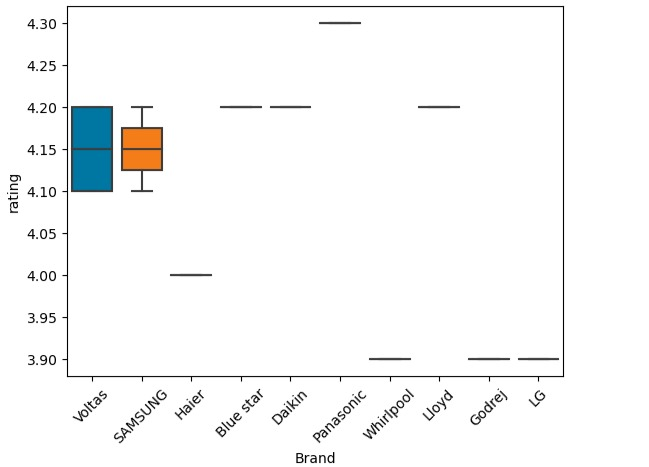 4.30
4.25
4.20
4.15
4.10
4.05
4.00
3.95
3.90
rating
Voltas
SAMSUNG
Haier
Blue star
Daikin
Panasonic
Whirlpool
Lloyd
Godrej
LG
Brand